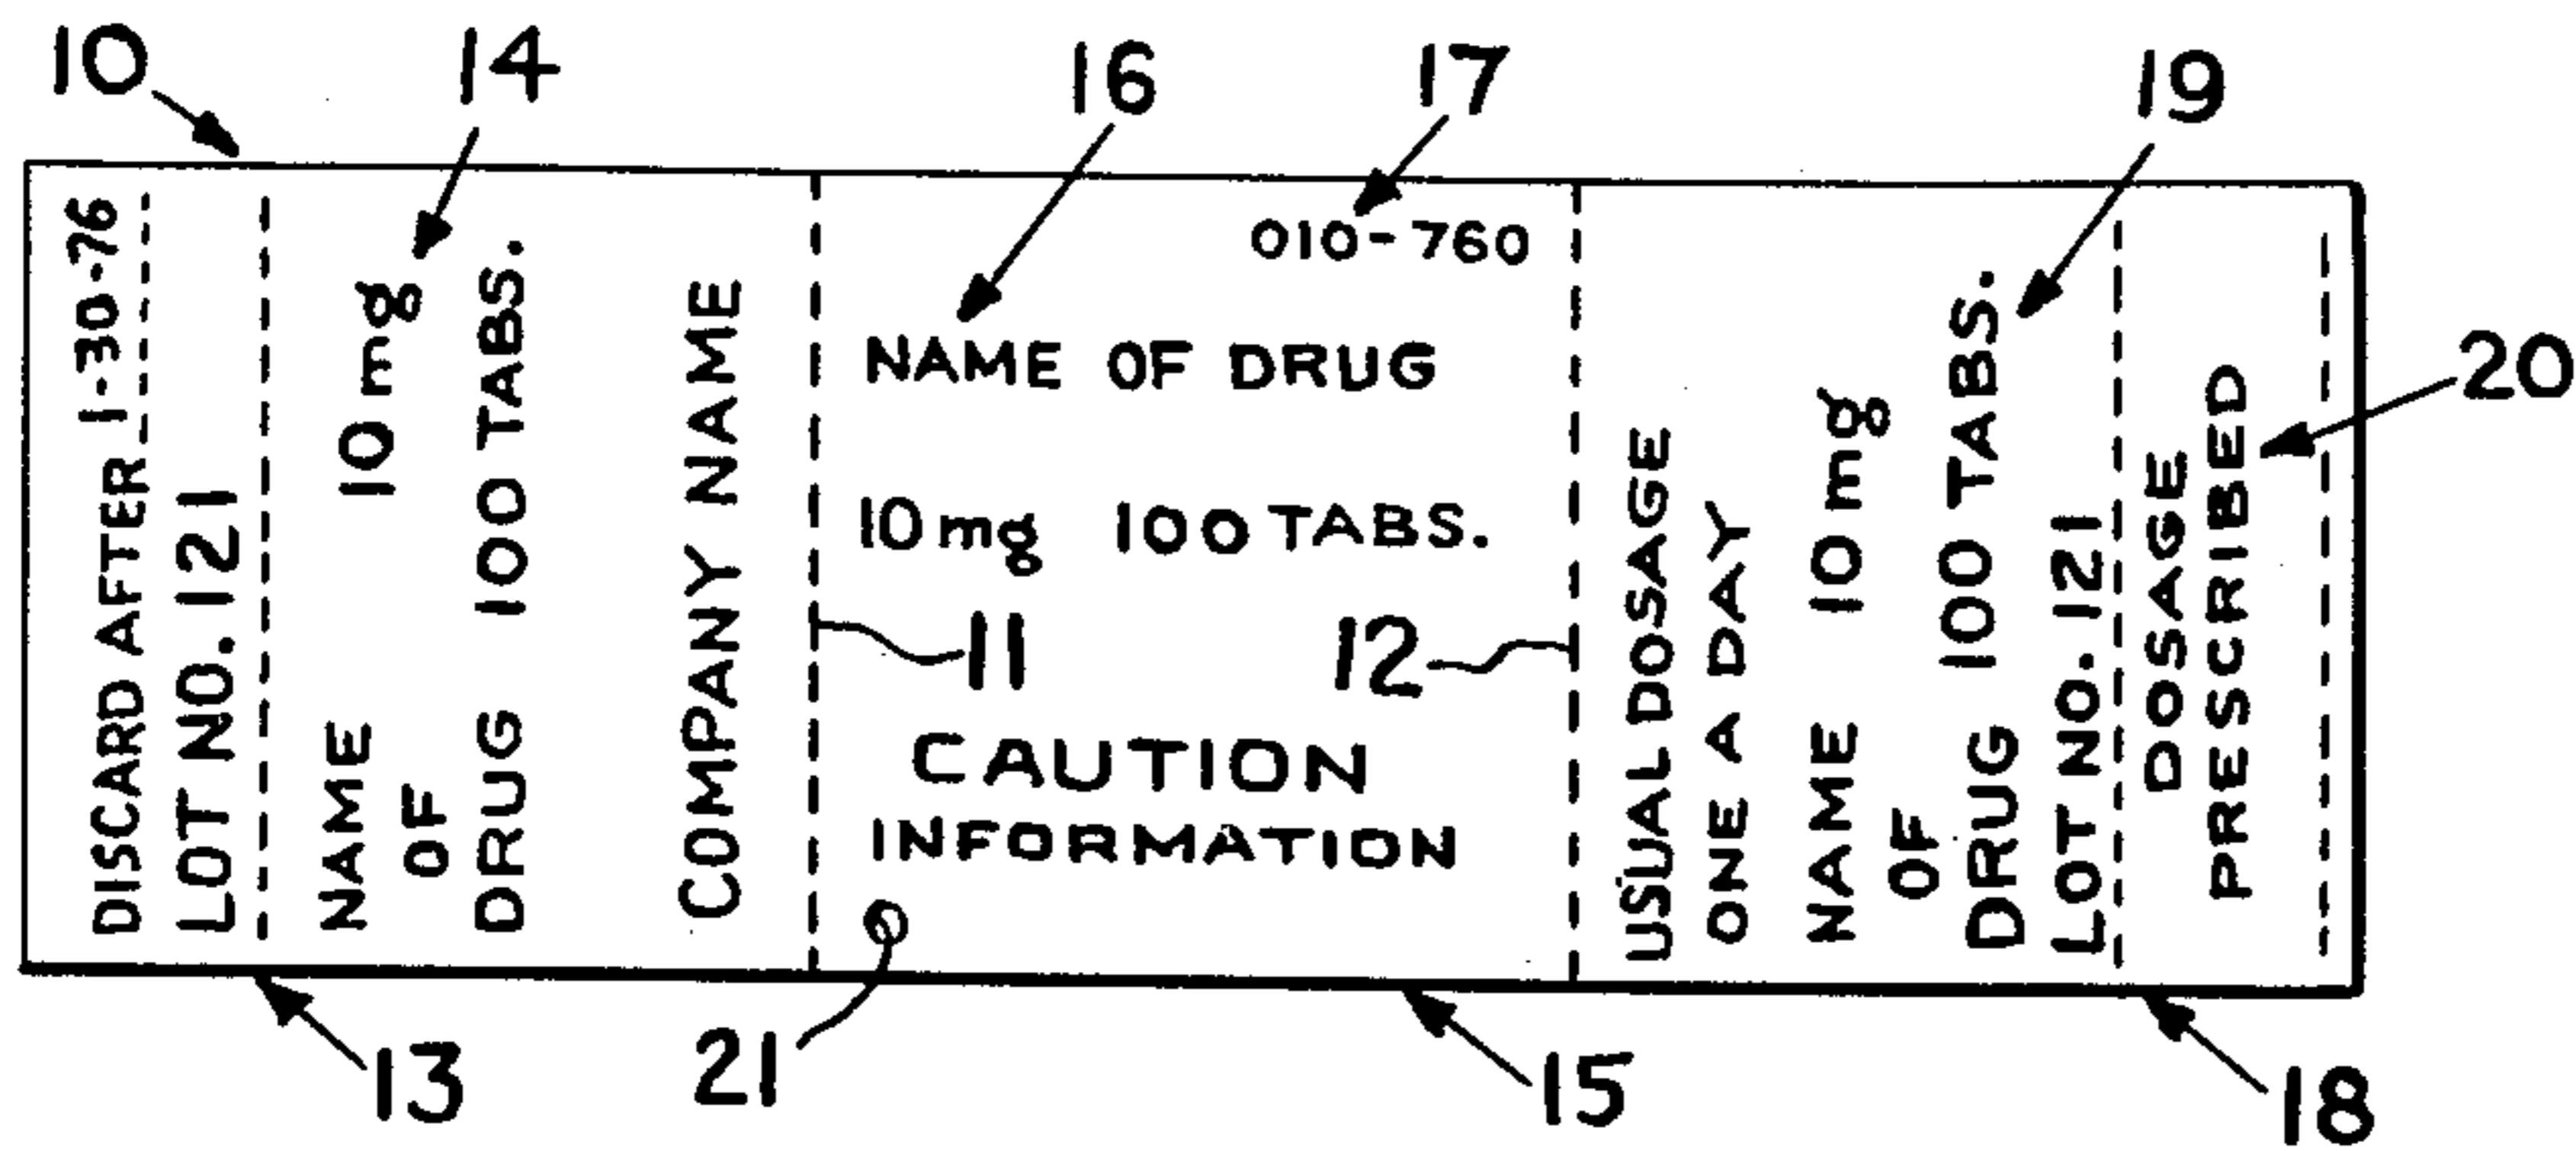 10
14
16
17
19
DISCARD AFTER 1-30-76
LOT NO. 121
NAME 10 mg
OF
DRUG 100 TABS.
COMPANY NAME
010-760
NAME OF DRUG
10 mg 100 TABS.
11
12
CAUTION
INFORMATION
USUAL DOSAGE
ONE A DAY
NAME 10 mg
OF
DRUG 100 TABS.
LOT NO. 121
DOSAGE
PRESCRIBED
20
13
21
15
18